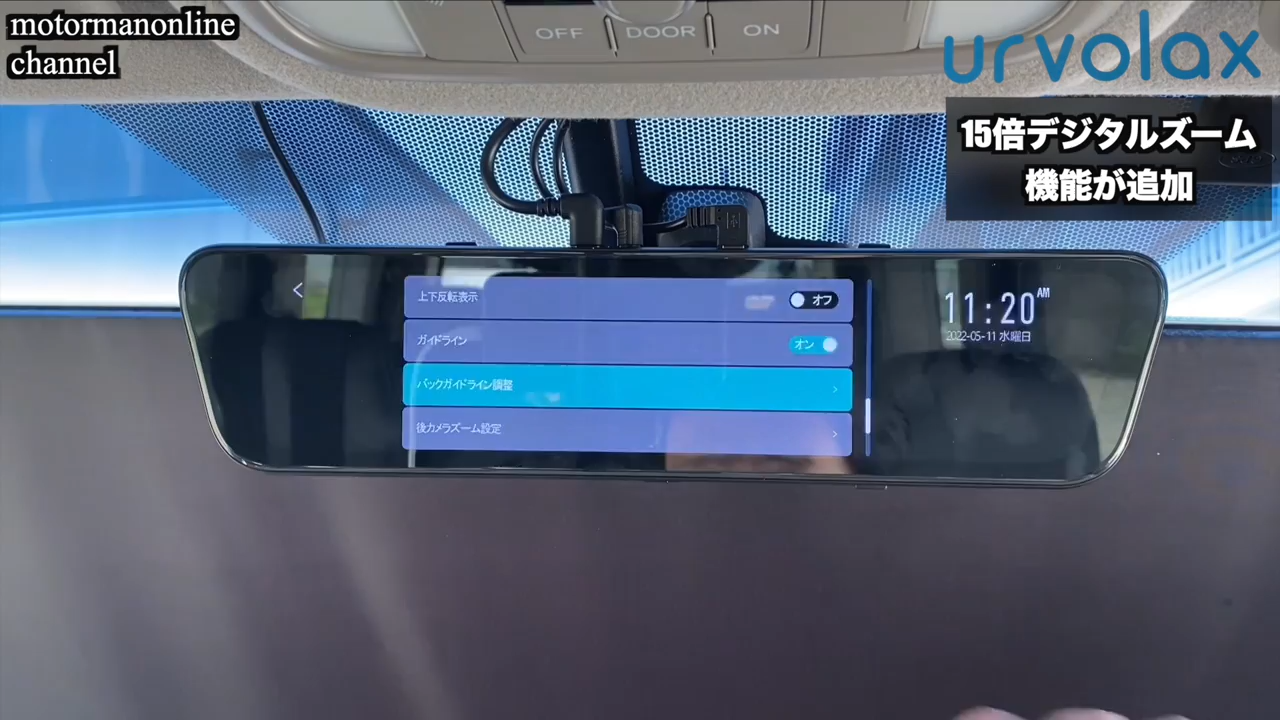 motormanonline
channel
OFF
DOOR
ON
urvolax
15倍デジタルズーム
機能が追加
上下反転表示
オフ
ガイドライン
オン
バックガイドライン調整
後カメラズーム設定
11:20 AM
2022-05-11 水曜日